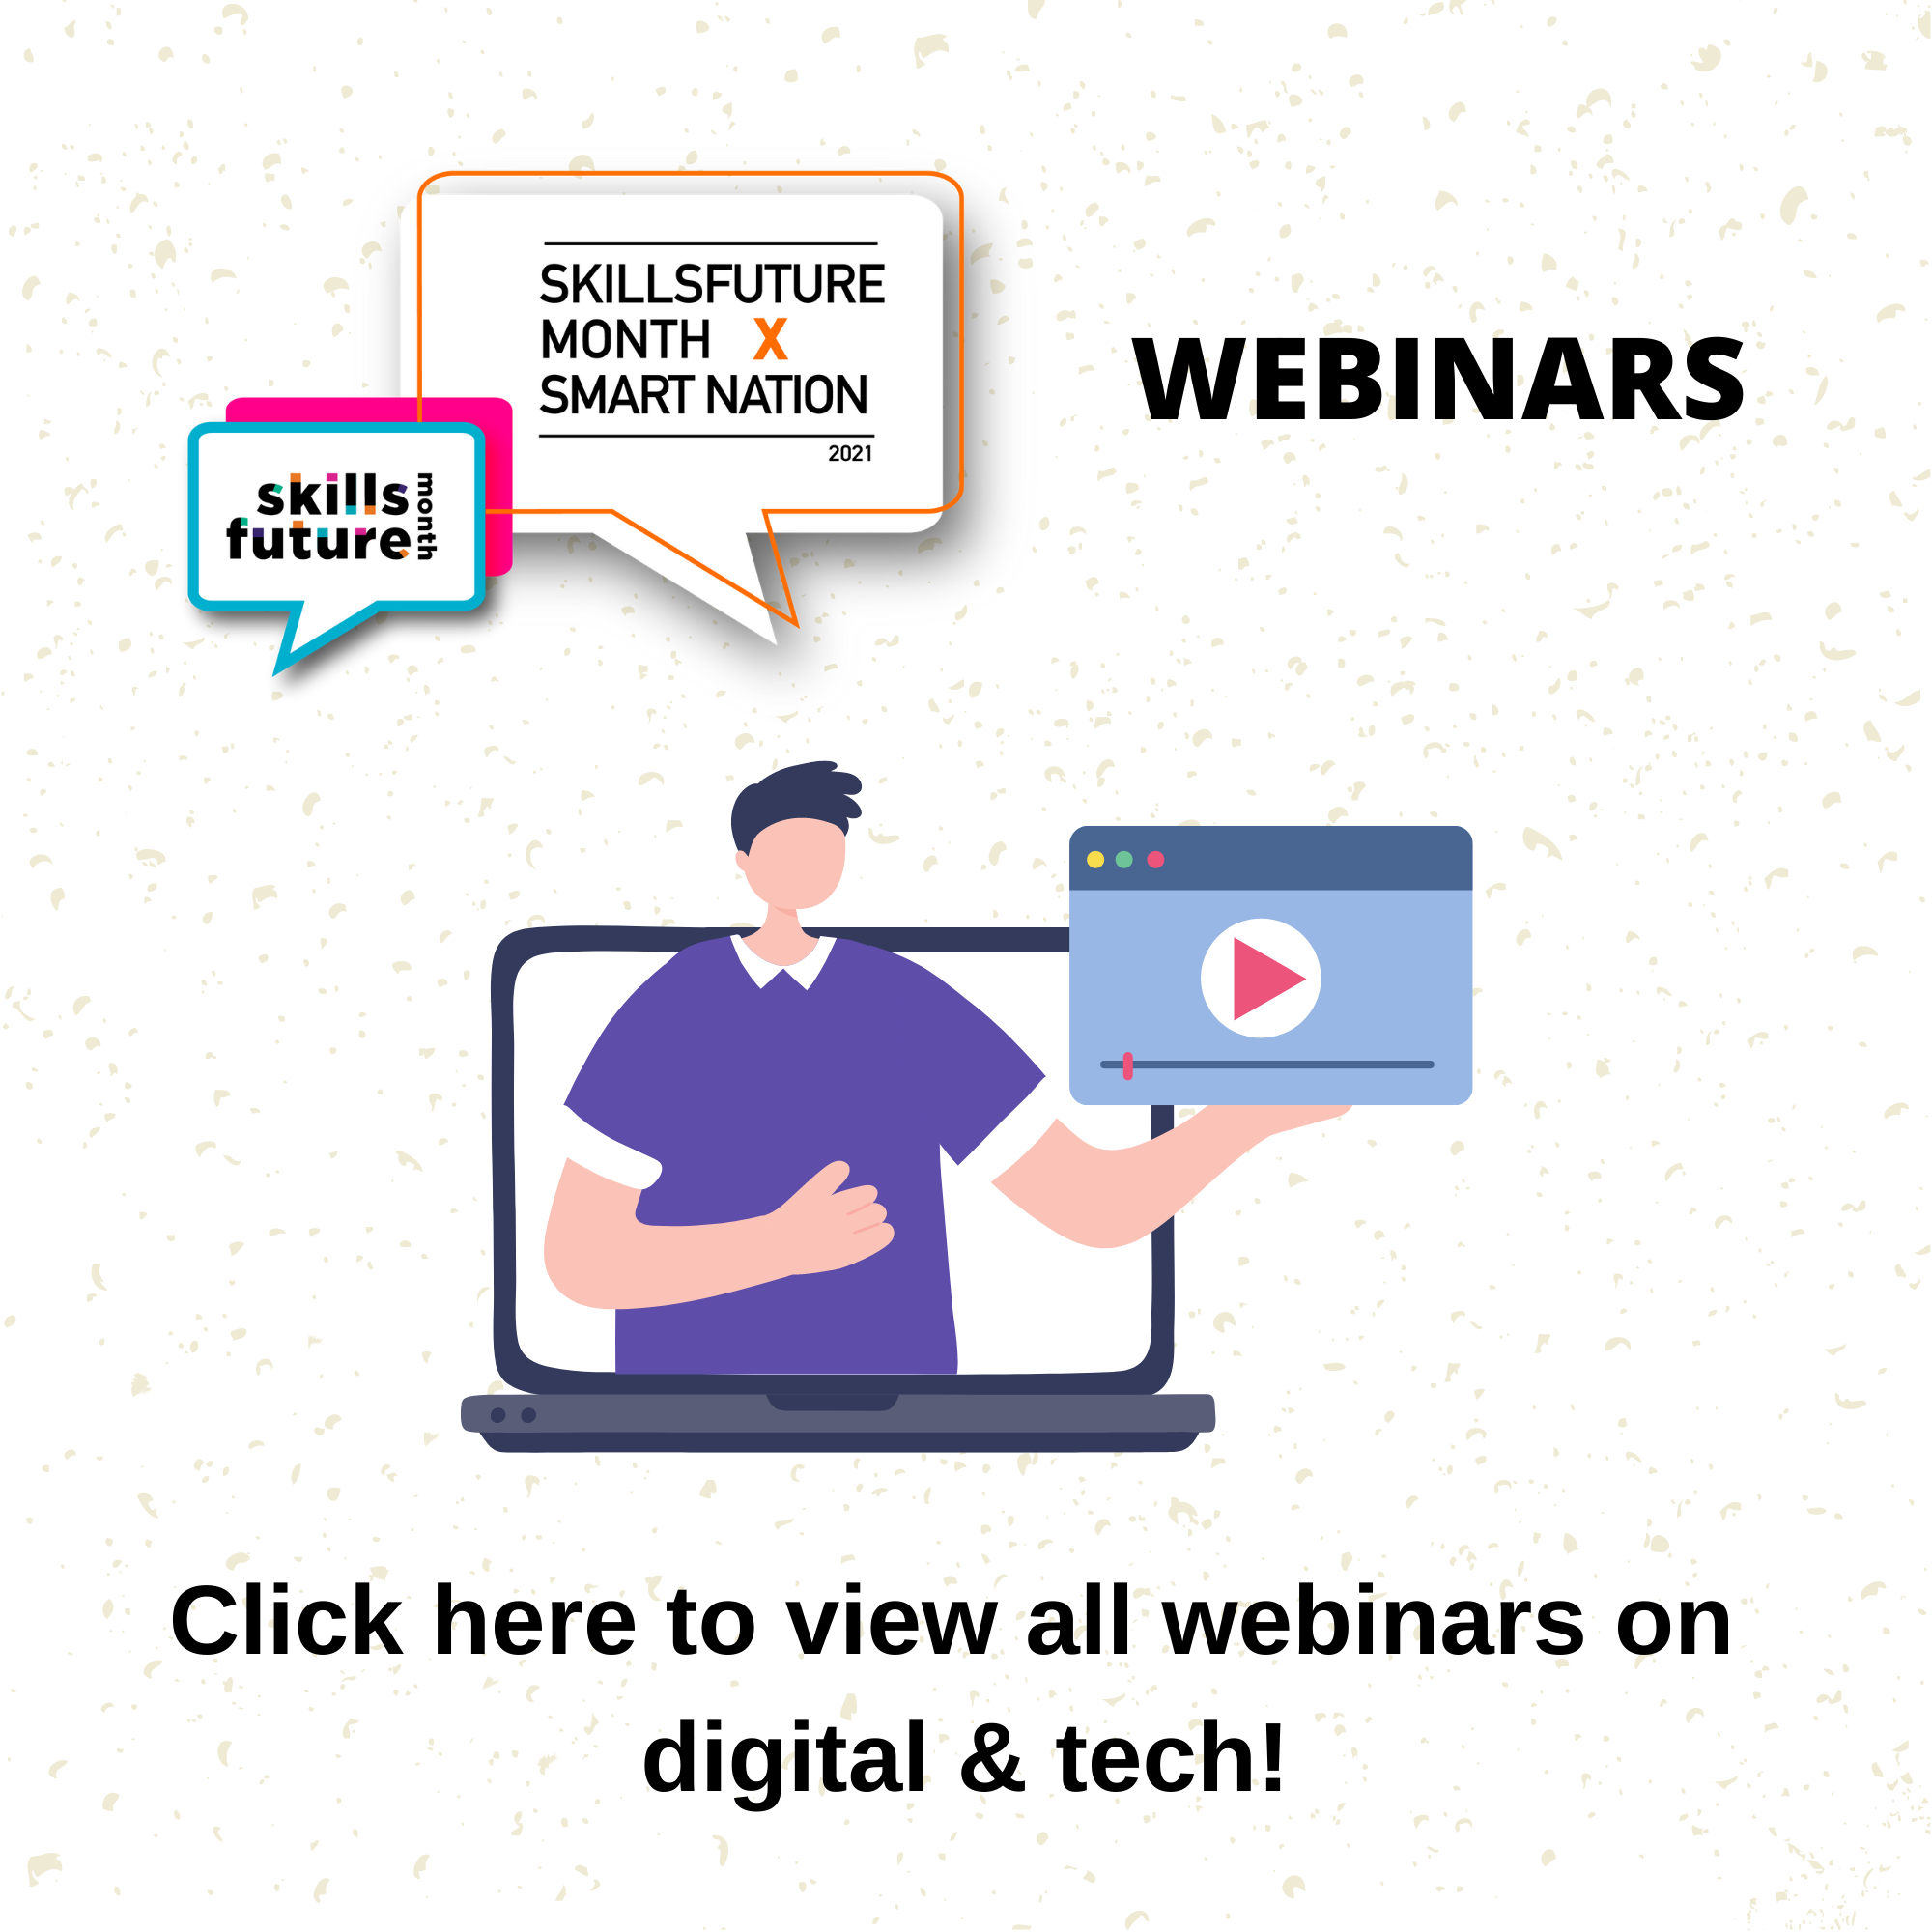 SKILLSFUTURE
MONTH X
SMART NATION
2021
skills
future
month
WEBINARS
Click here to view all webinars on
digital & tech!